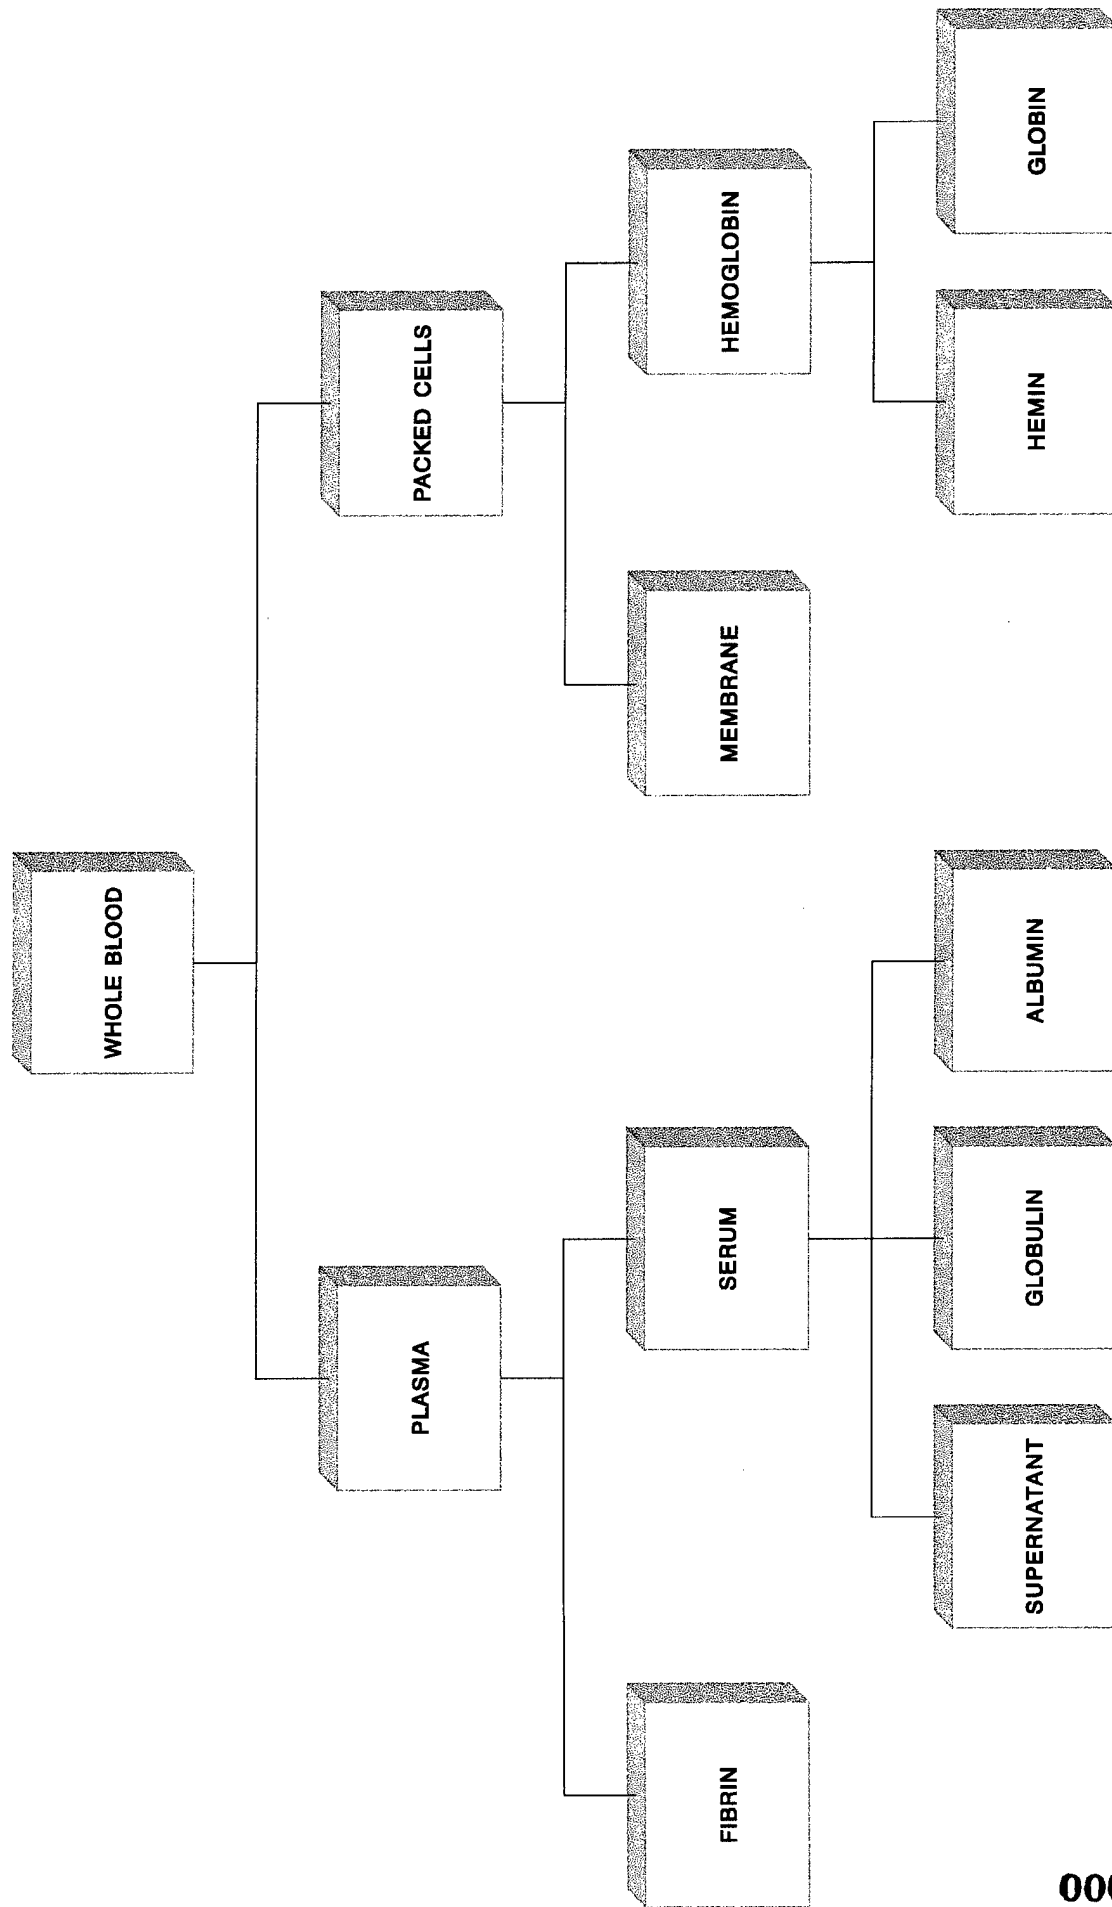 WHOLE BLOOD
PLASMA
PACKED CELLS
FIBRIN
SERUM
MEMBRANE
HEMOGLOBIN
SUPERNATANT
GLOBULIN
ALBUMIN
HEMIN
GLOBIN